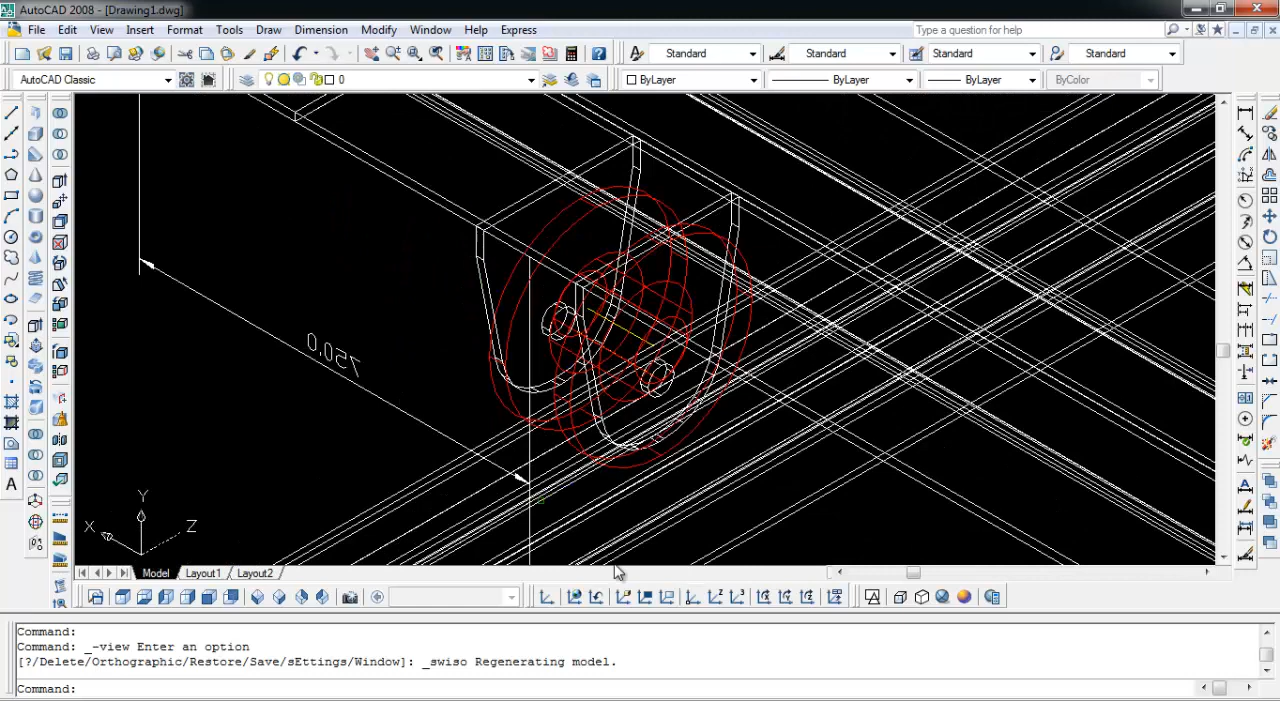 AutoCAD 2008 - [Drawing1.dwg]
File Edit View Insert Format Tools Draw Dimension Modify Window Help Express
Type a question for help
Standard Standard Standard Standard
AutoCAD Classic 0 ByLayer ByLayer ByLayer ByColor
750.0
Y
X Z
Model Layout1 Layout2
Command:
Command: _-view Enter an option
[?/Delete/Orthographic/Restore/Save/sEttings/Window]: _swiso Regenerating model.
Command: